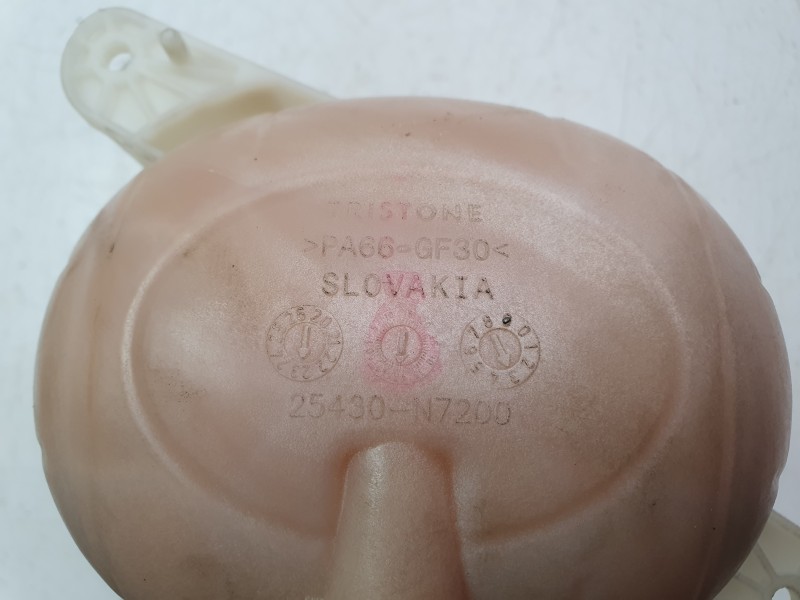 TRISTONE
>PA66-GF30<
SLOVAKIA
25430-N7200